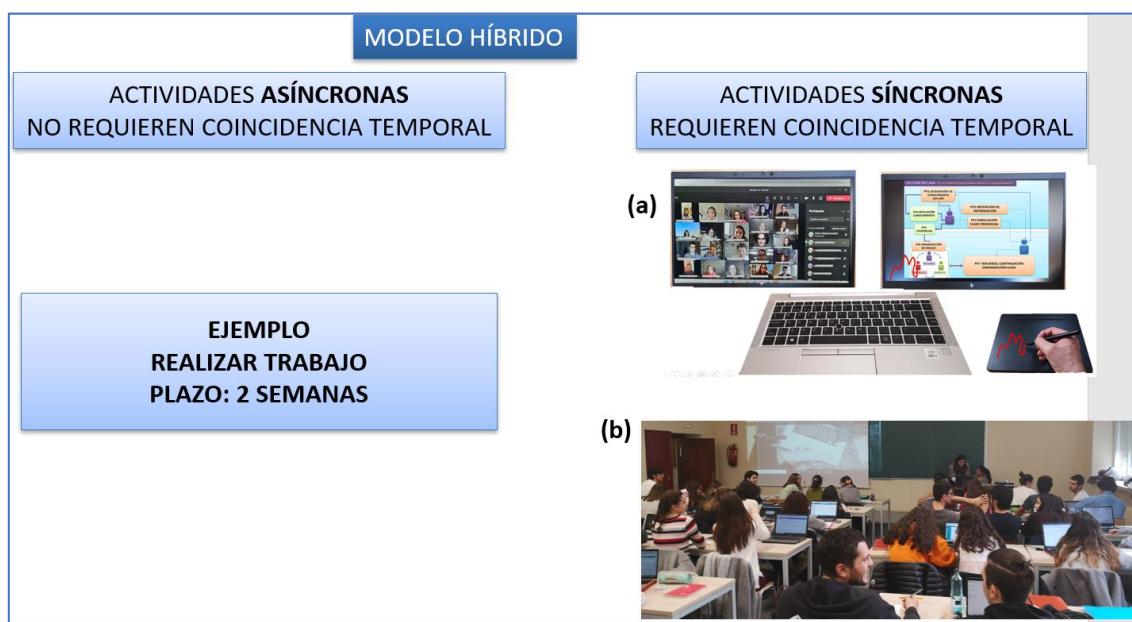 MODELO HÍBRIDO
ACTIVIDADES ASÍNCRONAS
NO REQUIEREN COINCIDENCIA TEMPORAL
ACTIVIDADES SÍNCRONAS
REQUIEREN COINCIDENCIA TEMPORAL
(a)
EJEMPLO
REALIZAR TRABAJO
PLAZO: 2 SEMANAS
(b)